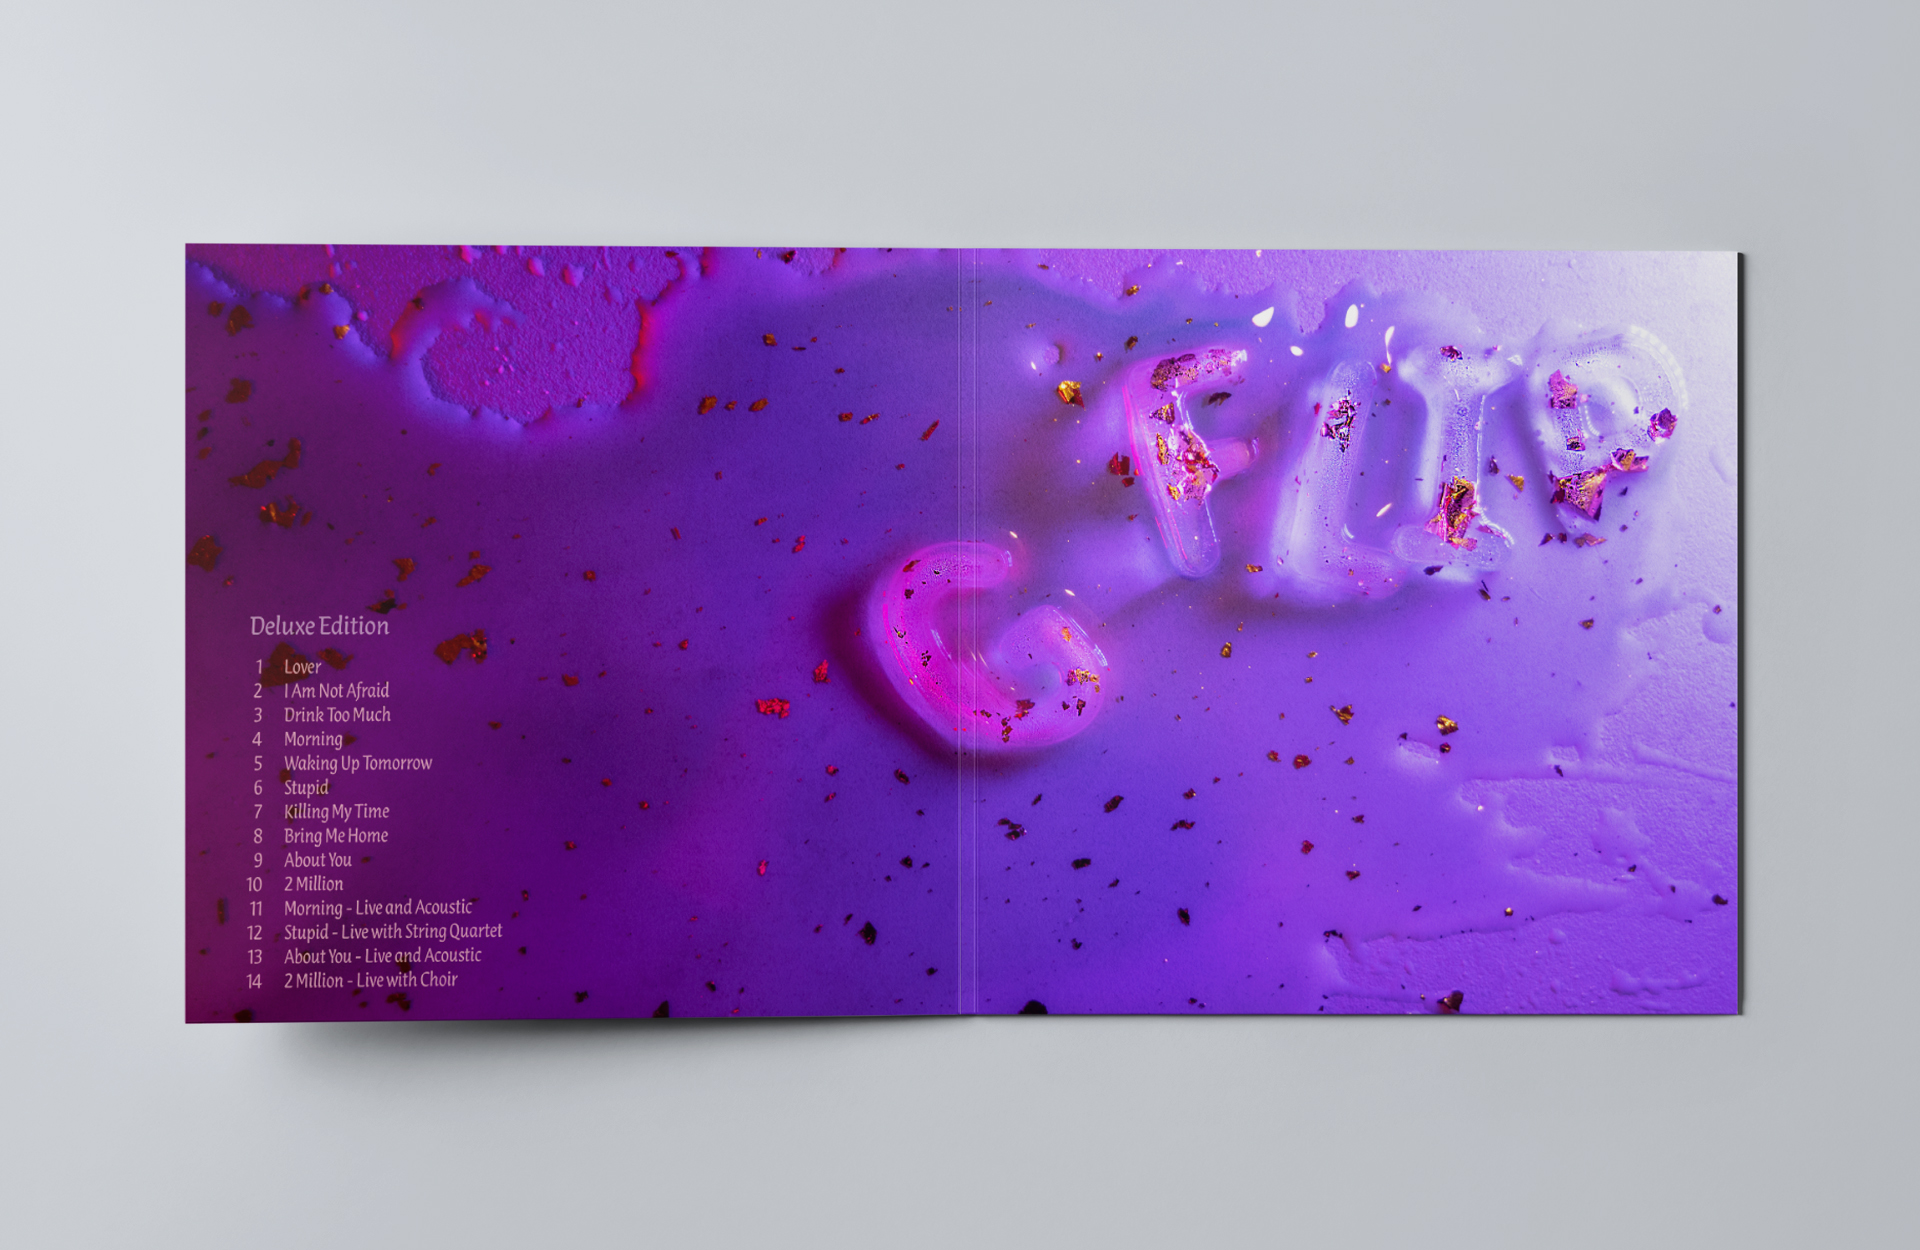 G FLIP
Deluxe Edition
1 Lover
2 I Am Not Afraid
3 Drink Too Much
4 Morning
5 Waking Up Tomorrow
6 Stupid
7 Killing My Time
8 Bring Me Home
9 About You
10 2 Million
11 Morning - Live and Acoustic
12 Stupid - Live with String Quartet
13 About You - Live and Acoustic
14 2 Million - Live with Choir